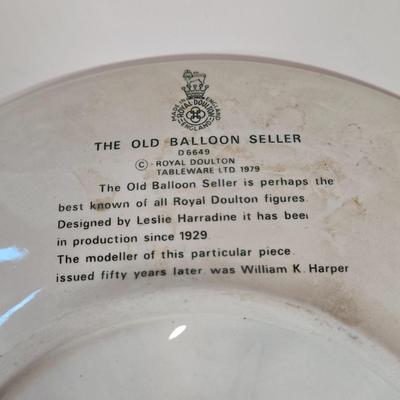 MADE IN ENGLAND
ROYAL DOULTON
ENGLAND
THE OLD BALLOON SELLER
D6649
© ROYAL DOULTON
TABLEWARE LTD 1979
The Old Balloon Seller is perhaps the
best known of all Royal Doulton figures.
Designed by Leslie Harradine it has been
in production since 1929.
The modeller of this particular piece,
issued fifty years later, was William K. Harper